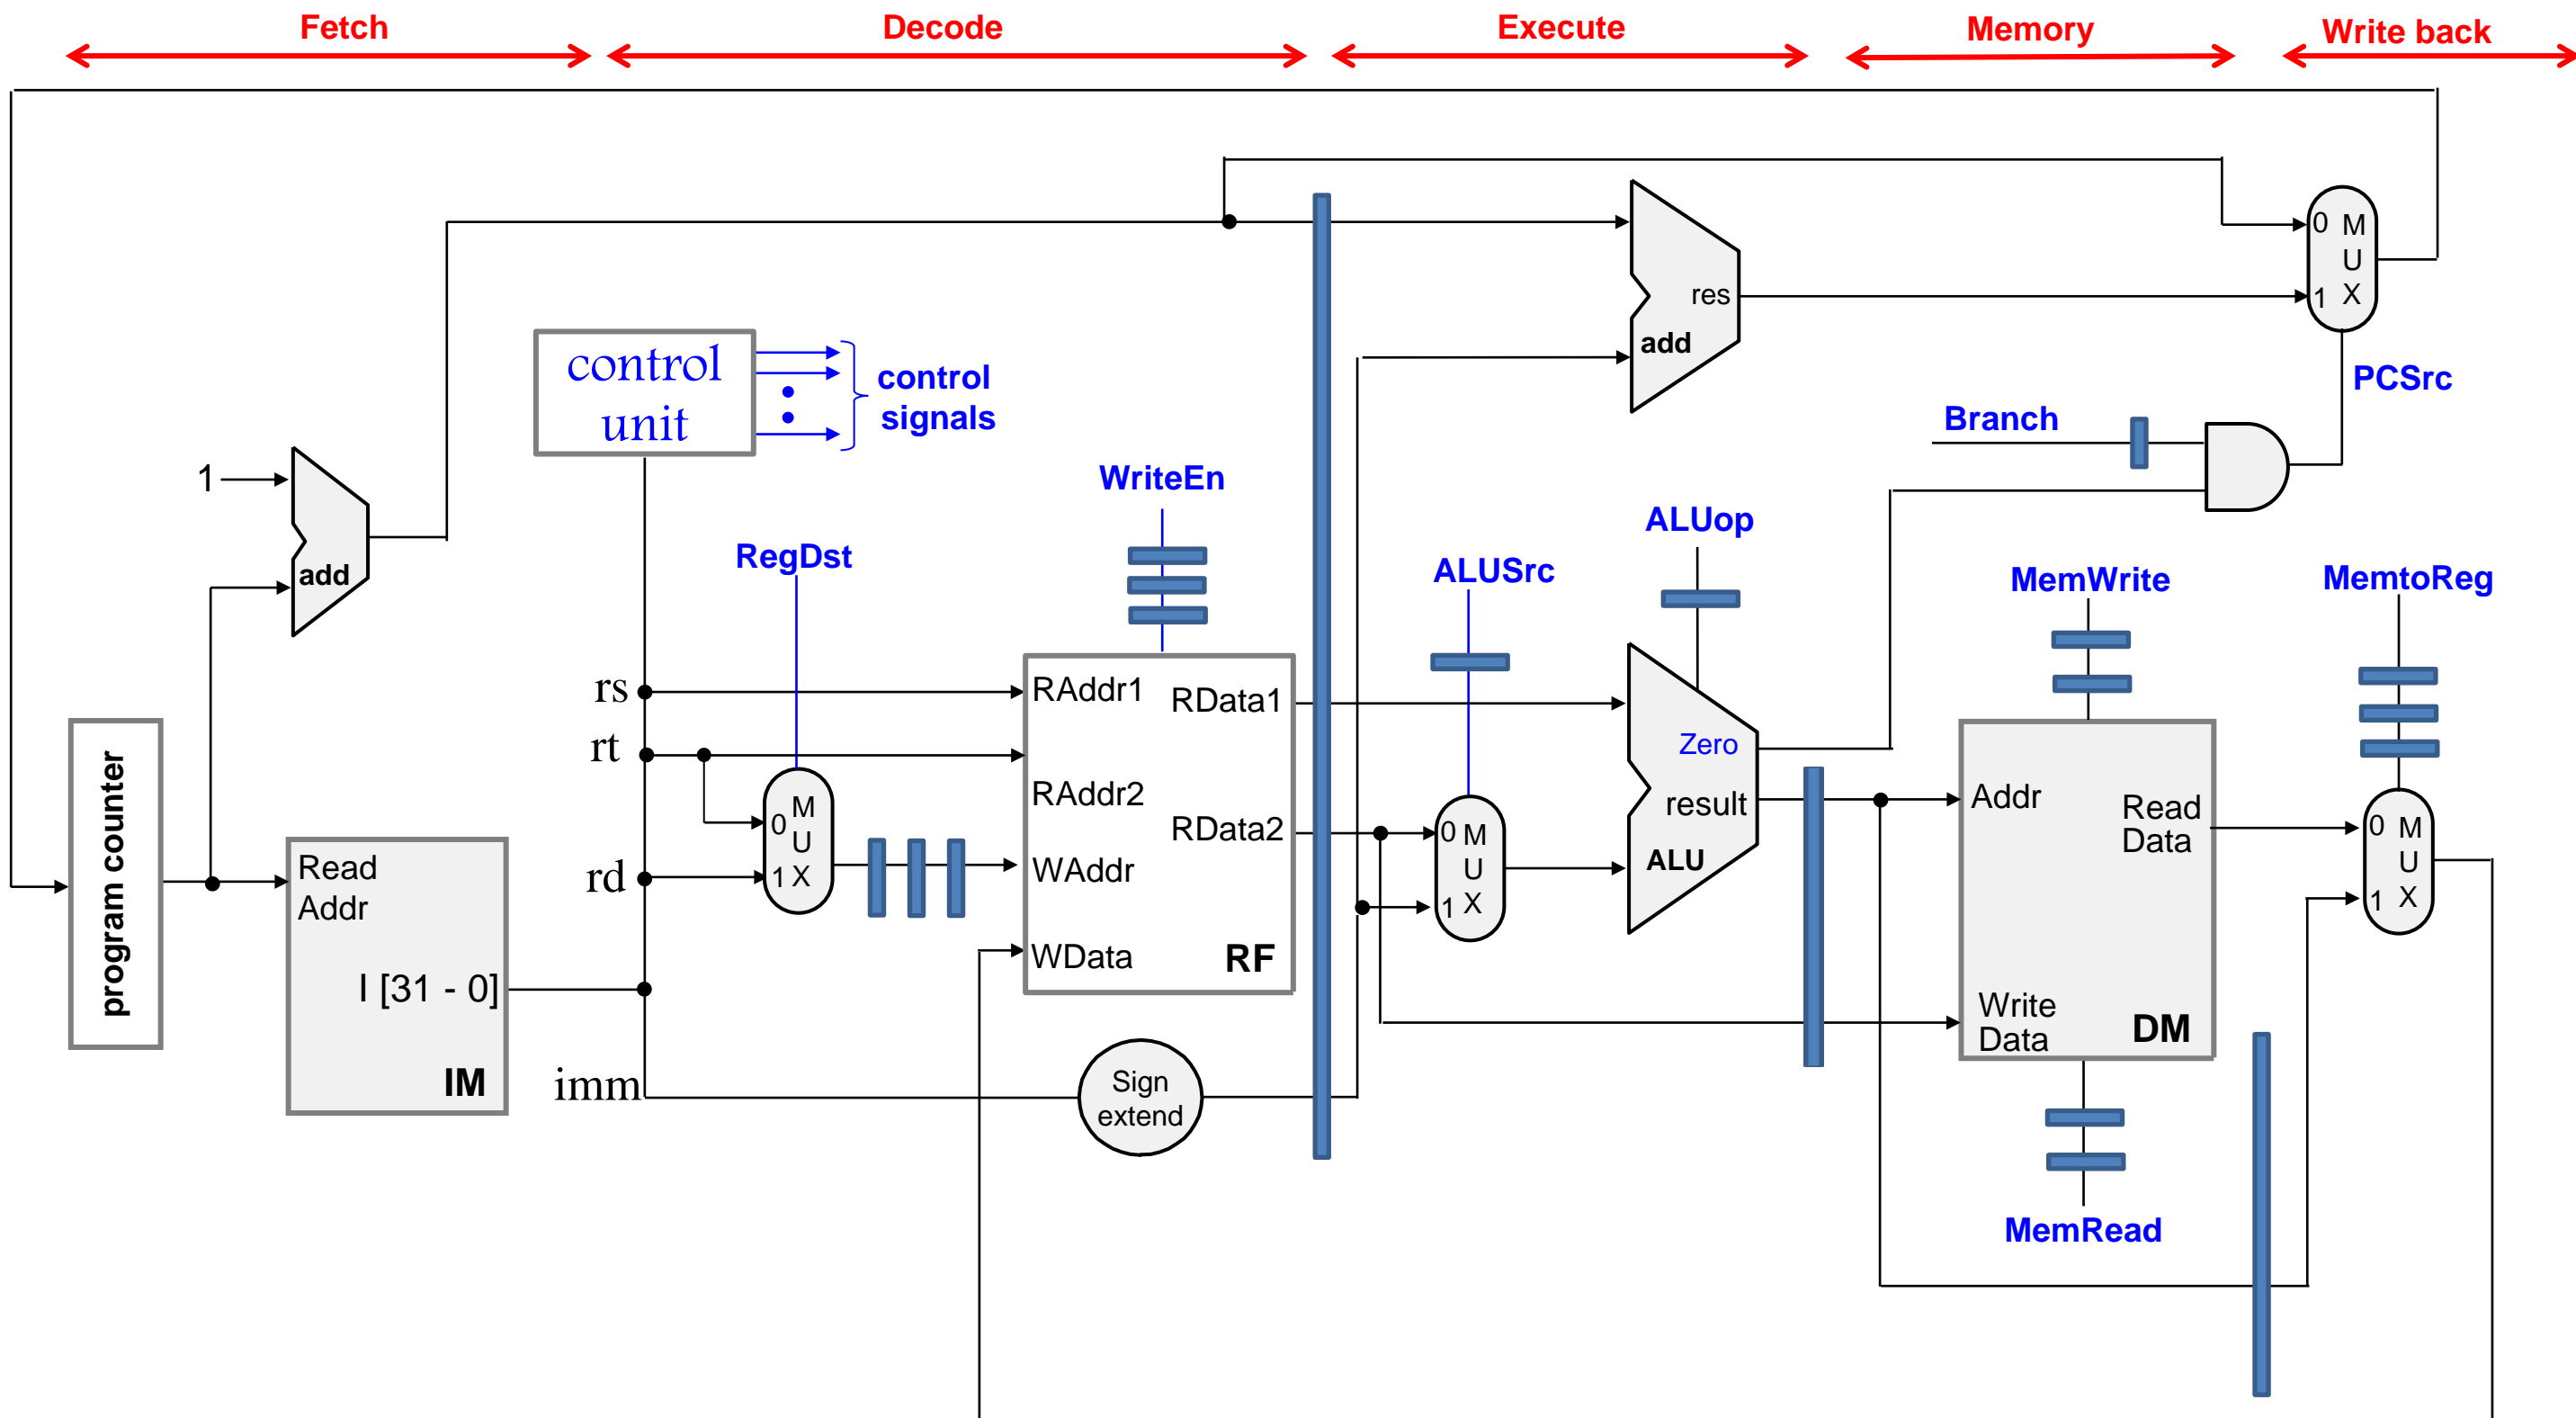 Fetch
Decode
Execute
Memory
Write back
0 M
U
1 X
res
add
control
unit
control
signals
PCSrc
Branch
1
add
WriteEn
ALUop
RegDst
ALUSrc
MemWrite
MemtoReg
rs
RAddr1
RData1
rt
Zero
program counter
RAddr2
0 M
U
1 X
RData2
0 M
U
1 X
result
ALU
Addr
Read
Data
0 M
U
1 X
Read
Addr
rd
WAddr
WData
RF
I [31 - 0]
IM
Write
Data
DM
imm
Sign
extend
MemRead